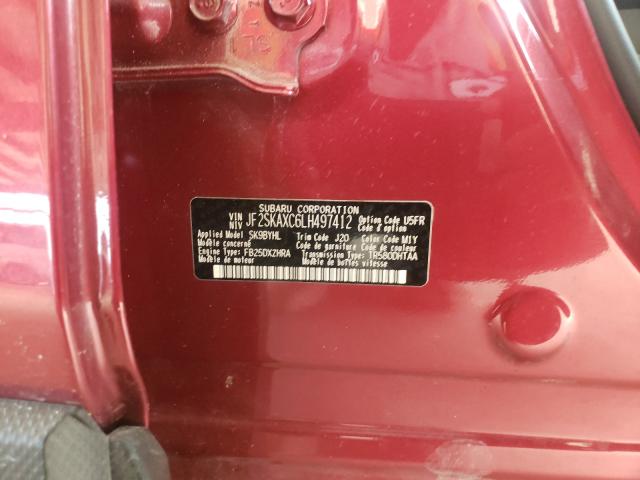 SUBARU CORPORATION
VIN NIV JF2SKAXC6LH497412 Option Code U5FR
Code d option
Applied Model SK9BYHL Trim Code J20 Color Code M1Y
Modèle concerné Code de garniture Code de couleur
Engine Type: FB25DXZHRA Transmission Type: TR580DHTAA
Modèle de moteur Modèle de boîtes vitesse